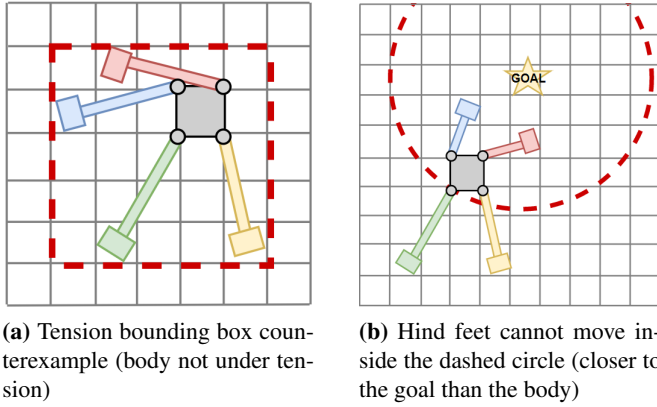 GOAL
(a) Tension bounding box coun-
terexample (body not under ten-
sion)
(b) Hind feet cannot move in-
side the dashed circle (closer to
the goal than the body)